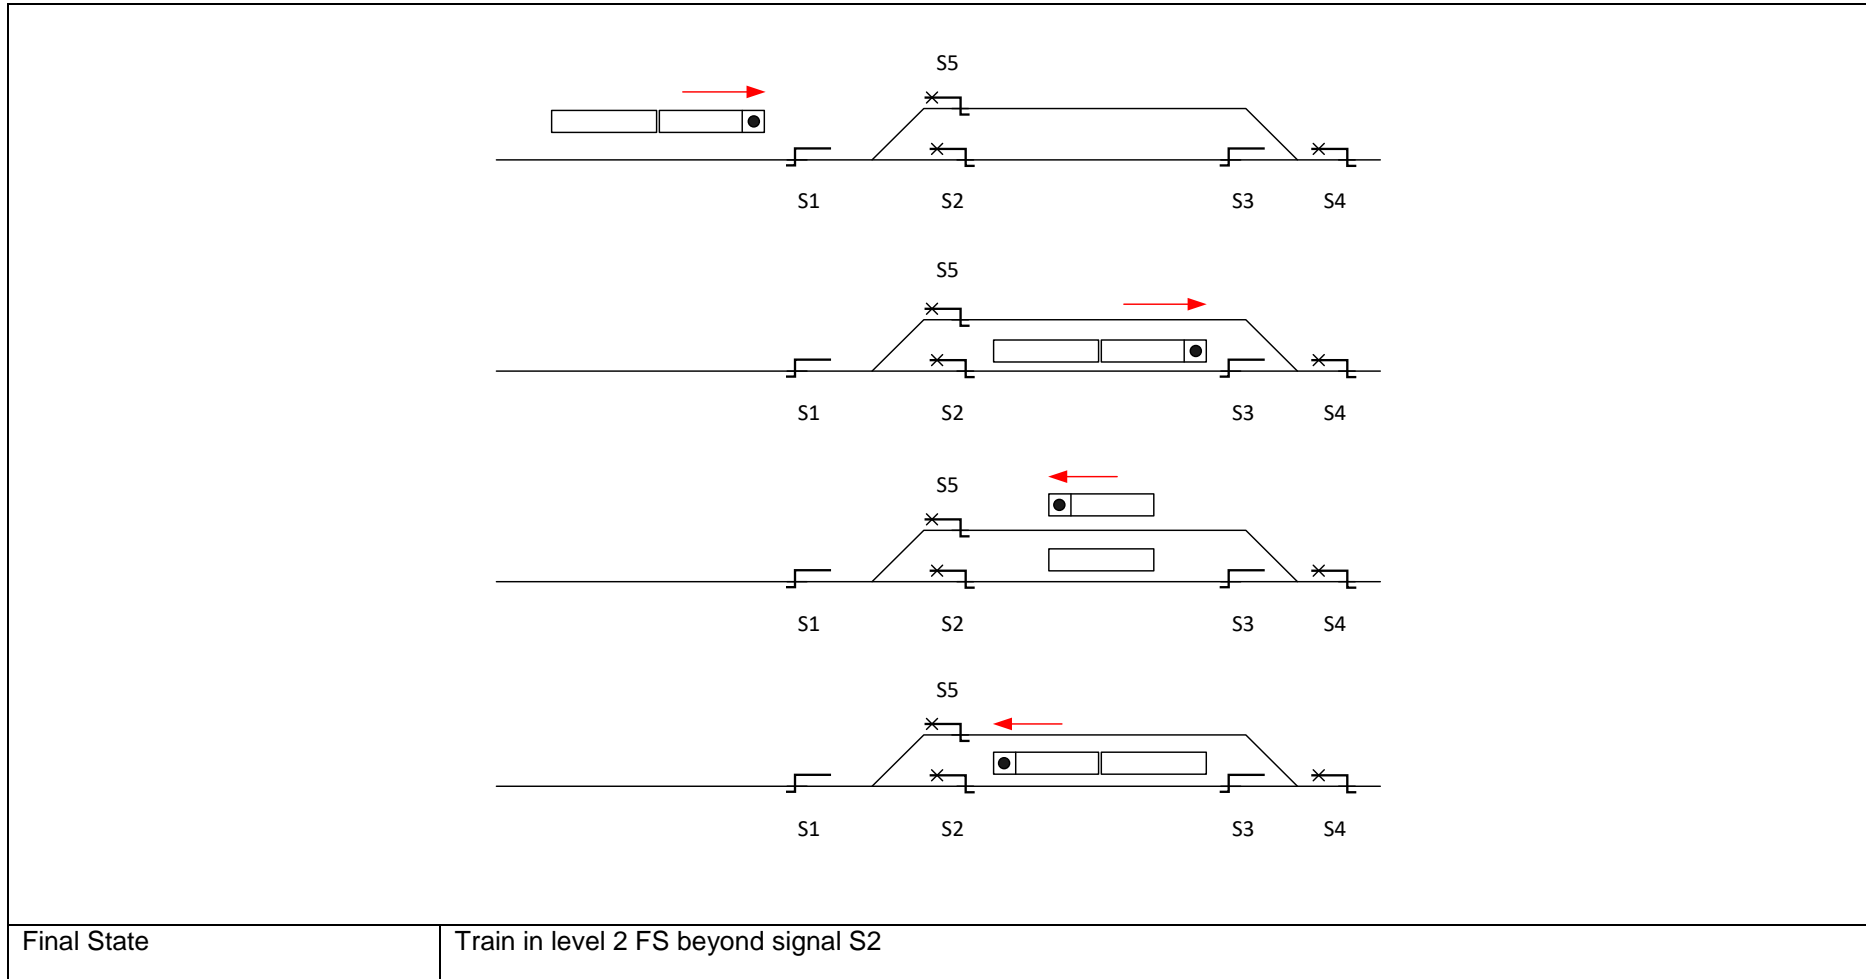 S5
S1 S2 S3 S4
S5
S1 S2 S3 S4
S5
S1 S2 S3 S4
S5
S1 S2 S3 S4
Final State Train in level 2 FS beyond signal S2